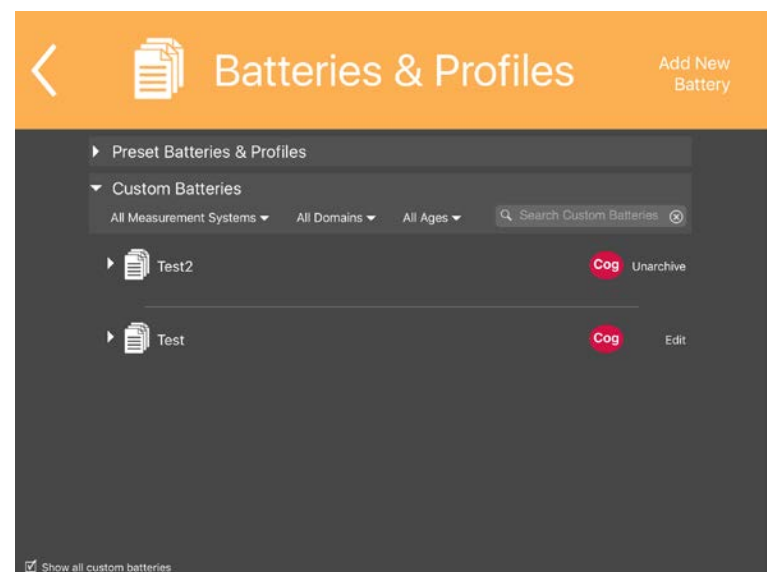 Batteries & Profiles
Add New
Battery
Preset Batteries & Profiles
Custom Batteries
All Measurement Systems
All Domains
All Ages
Search Custom Batteries
Test2
Cog
Unarchive
Test
Cog
Edit
Show all custom batteries